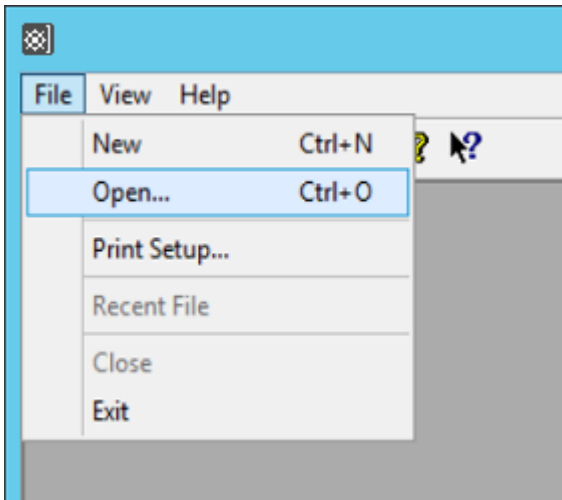 File View Help
New Ctrl+N
Open... Ctrl+O
Print Setup...
Recent File
Close
Exit